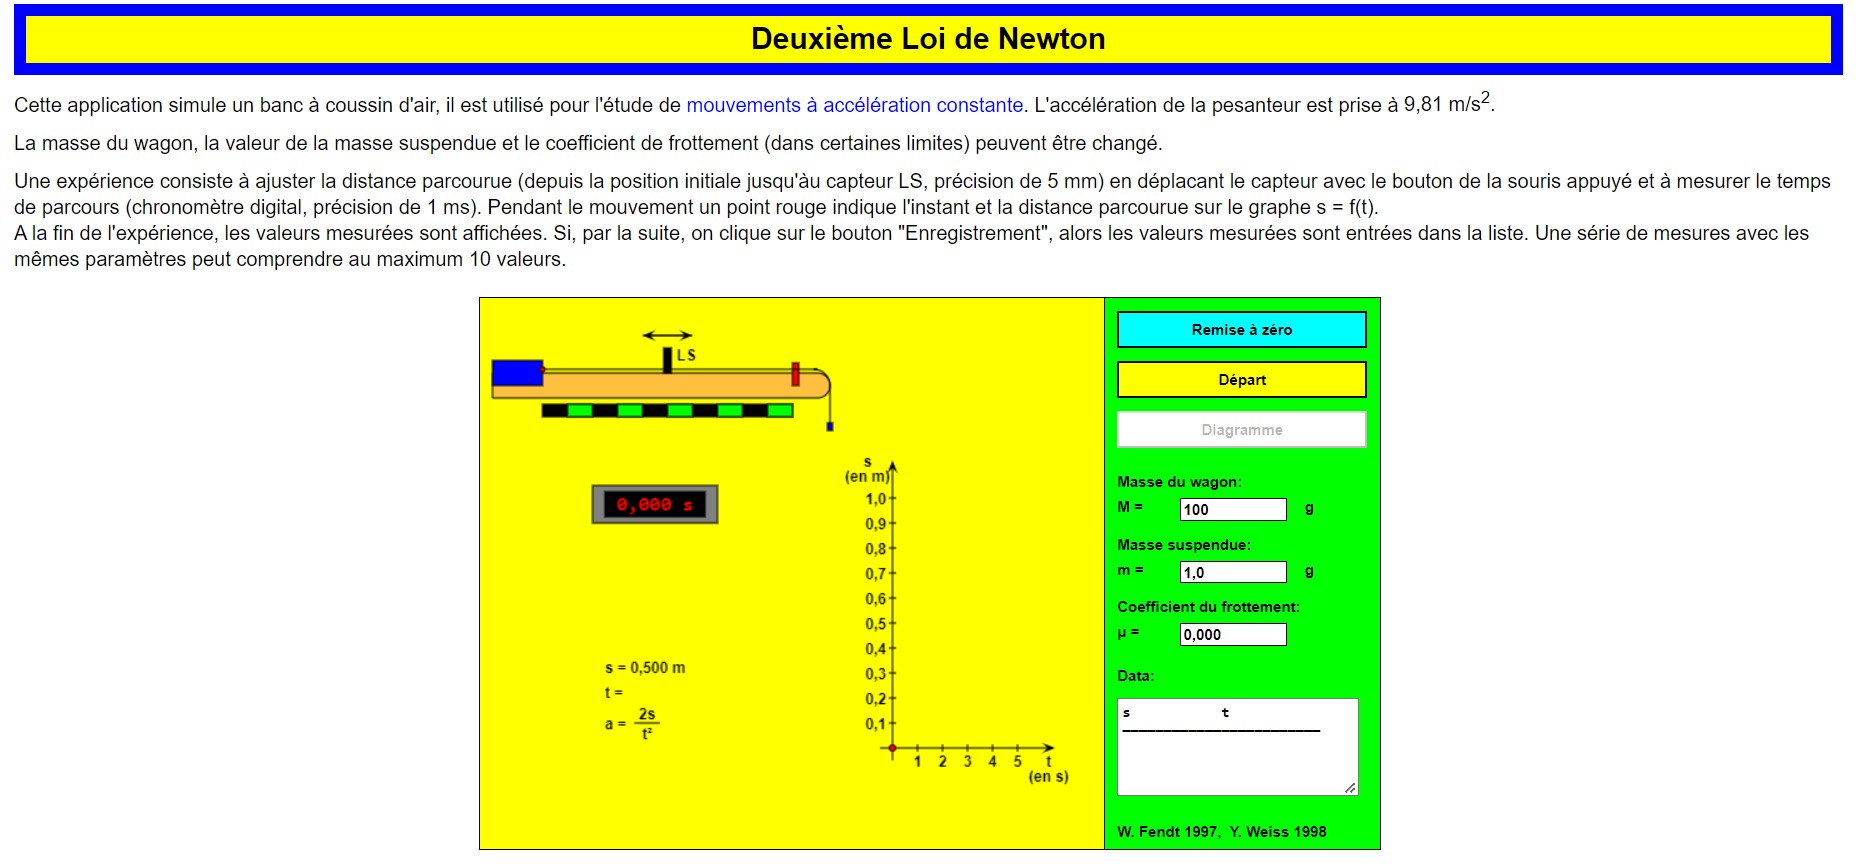 Deuxième Loi de Newton
Cette application simule un banc à coussin d'air, il est utilisé pour l'étude de mouvements à accélération constante. L'accélération de la pesanteur est prise à 9,81 m/s².
La masse du wagon, la valeur de la masse suspendue et le coefficient de frottement (dans certaines limites) peuvent être changé.
Une expérience consiste à ajuster la distance parcourue (depuis la position initiale jusqu'àu capteur LS, précision de 5 mm) en déplacant le capteur avec le bouton de la souris appuyé et à mesurer le temps
de parcours (chronomètre digital, précision de 1 ms). Pendant le mouvement un point rouge indique l'instant et la distance parcourue sur le graphe s = f(t).
A la fin de l'expérience, les valeurs mesurées sont affichées. Si, par la suite, on clique sur le bouton "Enregistrement", alors les valeurs mesurées sont entrées dans la liste. Une série de mesures avec les
mêmes paramètres peut comprendre au maximum 10 valeurs.
LS
0,000 s
s = 0,500 m
t =
a = 2s
t²
s
(en m)
1,0
0,9
0,8
0,7
0,6
0,5
0,4
0,3
0,2
0,1
1 2 3 4 5 t
(en s)
Remise à zéro
Départ
Diagramme
Masse du wagon:
M = 100 g
Masse suspendue:
m = 1,0 g
Coefficient du frottement:
µ = 0,000
Data:
s t
W. Fendt 1997, Y. Weiss 1998